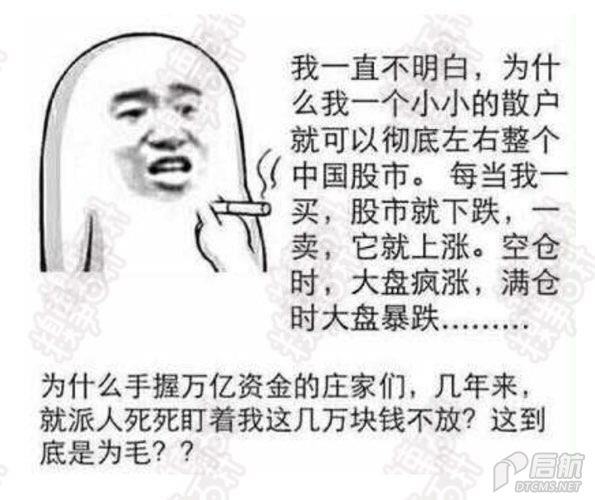 我一直不明白，为什
么我一个小小的散户
就可以彻底左右整个
中国股市。每当我一
买，股市就下跌，一
卖，它就上涨。空仓
时，大盘疯涨，满仓
时大盘暴跌.........
为什么手握万亿资金的庄家们，几年来，
就派人死死盯着我这几万块钱不放？这到
底是为毛？？
启航
DTCMS.NET